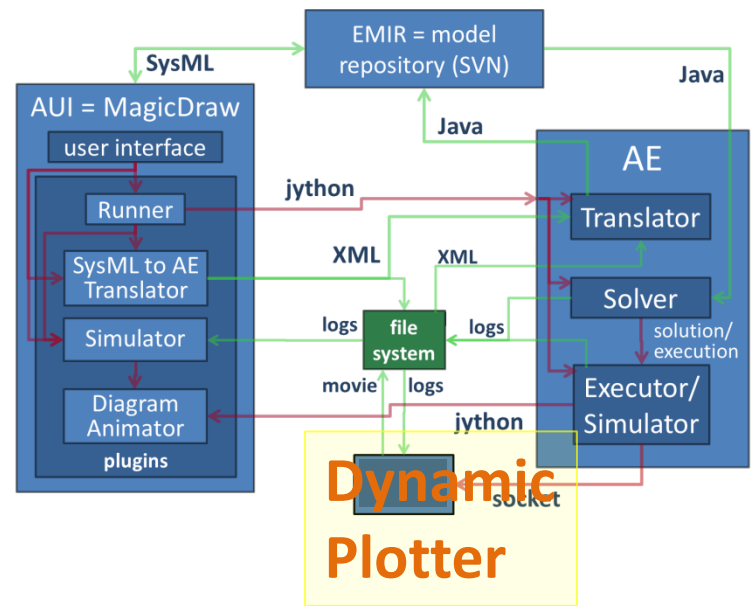 EMIR = model
repository (SVN)
SysML
Java
AUI = MagicDraw
user interface
Java
AE
jython
Runner
Translator
XML
XML
SysML to AE
Translator
Solver
file
system
logs
logs
solution/
execution
Simulator
movie
logs
Executor/
Simulator
Diagram
Animator
jython
plugins
Dynamic
socket
Plotter